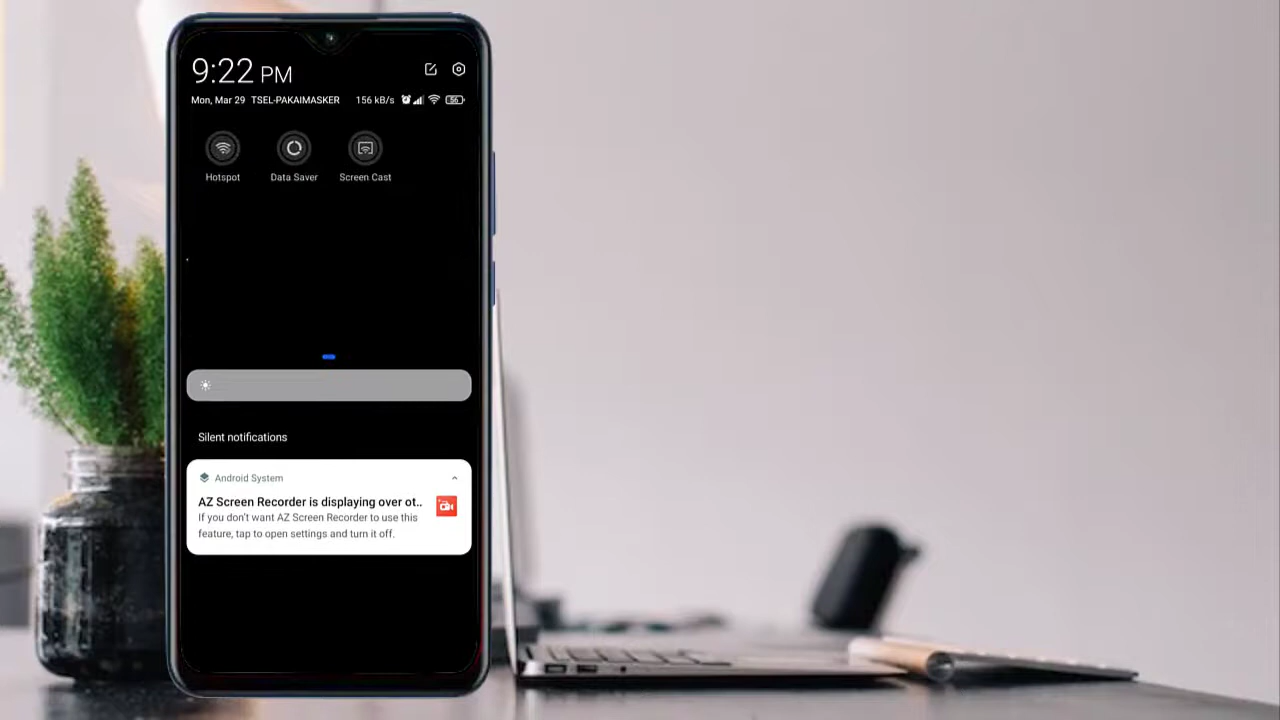 9:22 PM
Mon, Mar 29 TSEL-PAKAIMASKER 156 kB/s 56
Hotspot Data Saver Screen Cast
Silent notifications
Android System
AZ Screen Recorder is displaying over ot..
If you don't want AZ Screen Recorder to use this
feature, tap to open settings and turn it off.